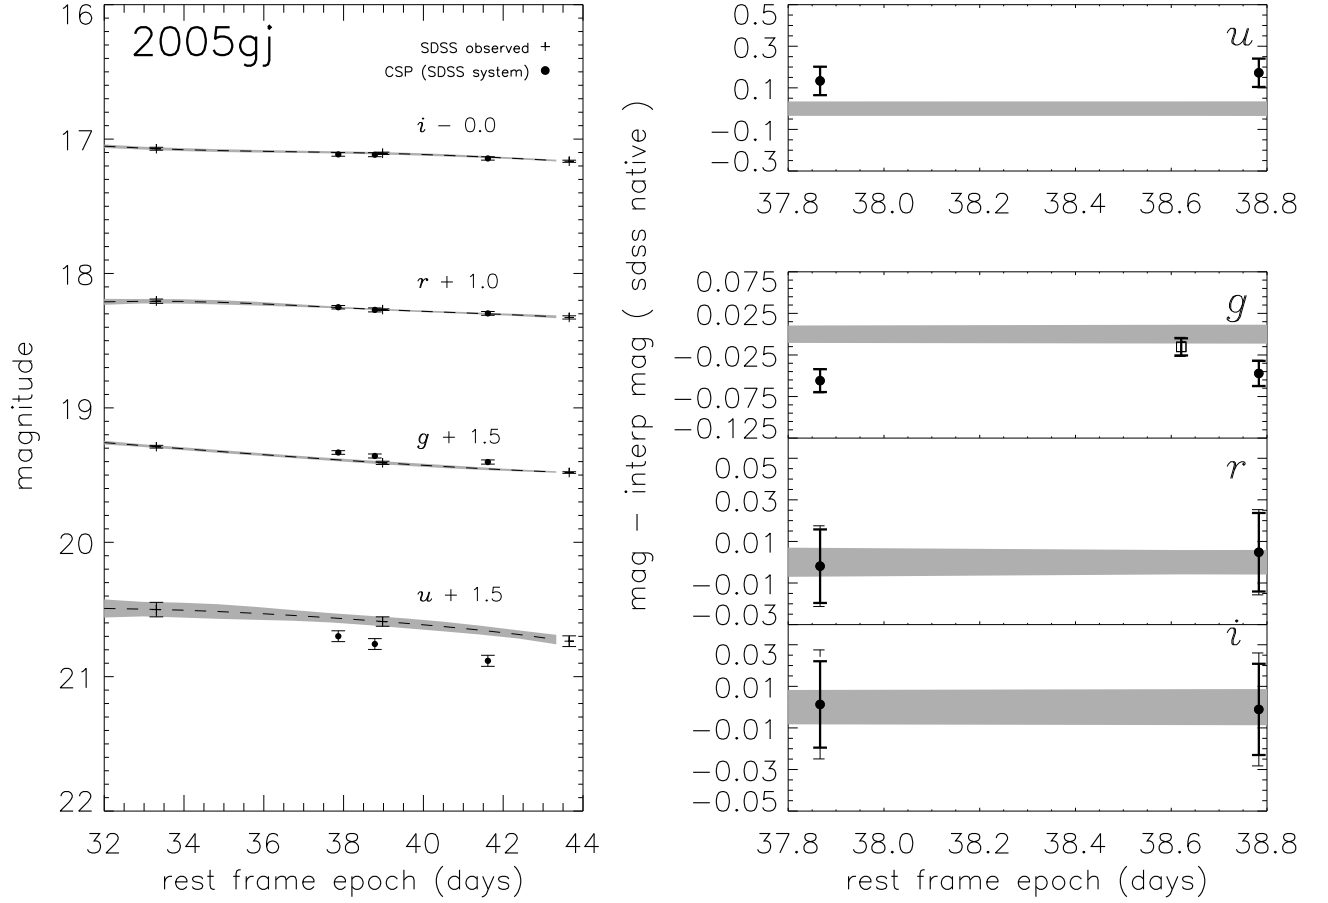 2005gj
SDSS observed +
CSP (SDSS system) ●
i − 0.0
r + 1.0
g + 1.5
u + 1.5
16
17
18
19
20
21
22
magnitude
32 34 36 38 40 42 44
rest frame epoch (days)
mag − interp mag ( sdss native )
u
0.5
0.3
0.1
−0.1
−0.3
37.8 38.0 38.2 38.4 38.6 38.8
g
0.075
0.025
−0.025
−0.075
−0.125
r
0.05
0.03
0.01
−0.01
−0.03
i
0.03
0.01
−0.01
−0.03
−0.05
37.8 38.0 38.2 38.4 38.6 38.8
rest frame epoch (days)